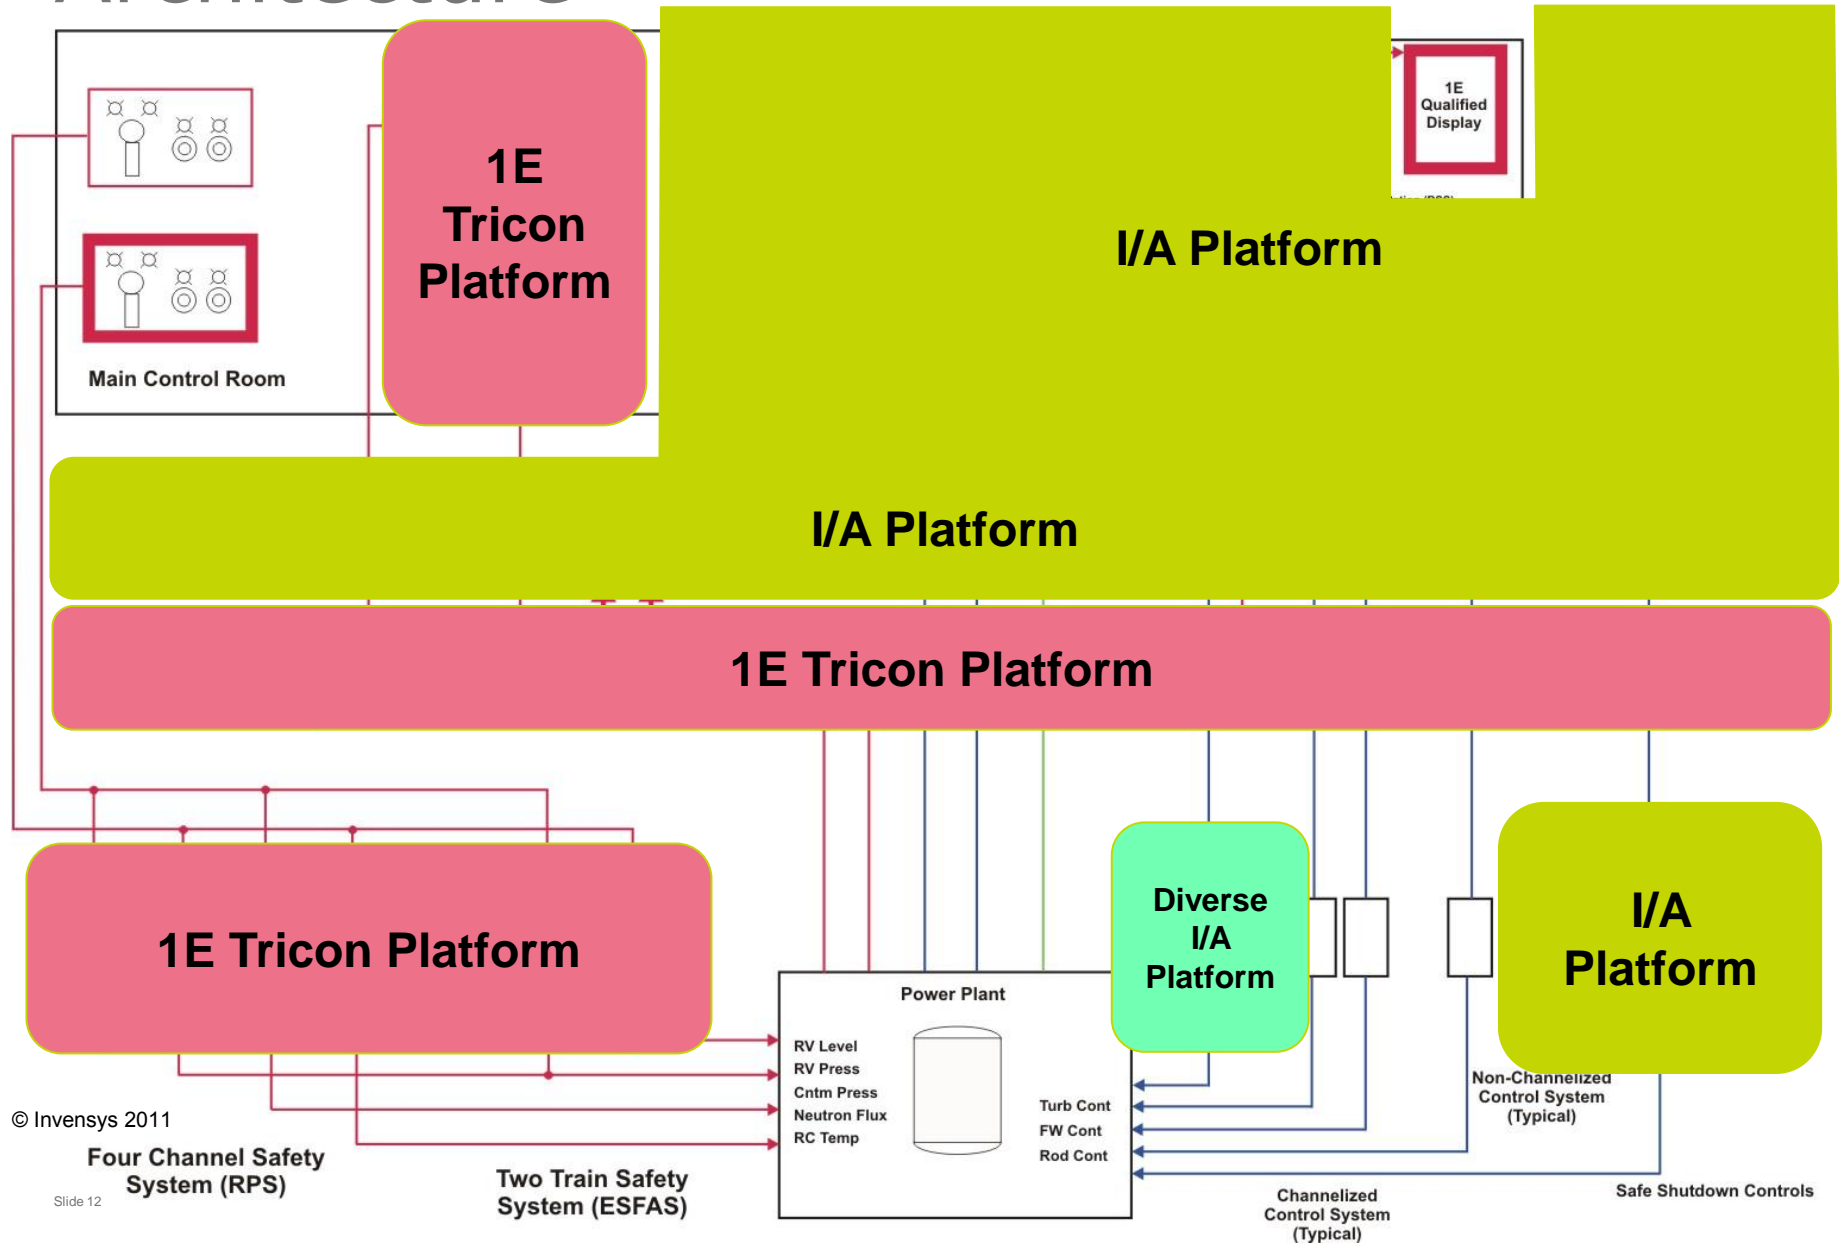 Architecture
1E
Qualified
Display
1E
Tricon
Platform
I/A Platform
Main Control Room
I/A Platform
1E Tricon Platform
1E Tricon Platform
Diverse
I/A
Platform
I/A
Platform
Power Plant
RV Level
RV Press
Cntm Press
Neutron Flux
RC Temp
Turb Cont
FW Cont
Rod Cont
Non-Channelized
Control System
(Typical)
© Invensys 2011
Four Channel Safety
System (RPS)
Two Train Safety
System (ESFAS)
Slide 12
Channelized
Control System
(Typical)
Safe Shutdown Controls